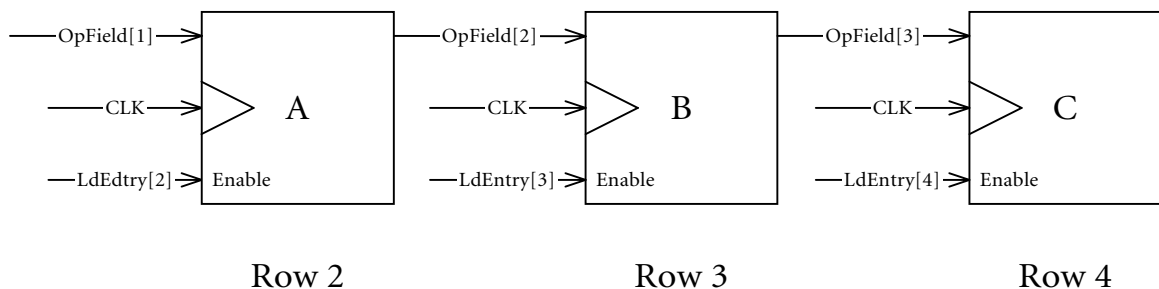 OpField[1] OpField[2] OpField[3]
CLK A CLK B CLK C
LdEdtry[2] Enable LdEntry[3] Enable LdEntry[4] Enable
Row 2 Row 3 Row 4